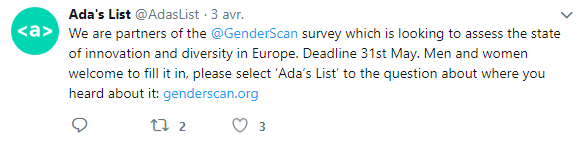 <a>
Ada's List @AdasList · 3 avr.
We are partners of the @GenderScan survey which is looking to assess the state
of innovation and diversity in Europe. Deadline 31st May. Men and women
welcome to fill it in, please select ‘Ada’s List’ to the question about where you
heard about it: genderscan.org
2 3